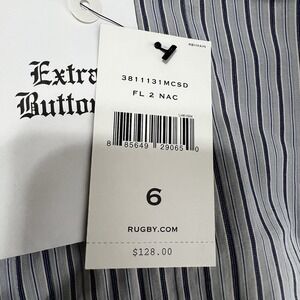 Extra
Button
3811131MCSD
FL 2 NAC
8 85649 29065 0
6
RUGBY.COM
$128.00